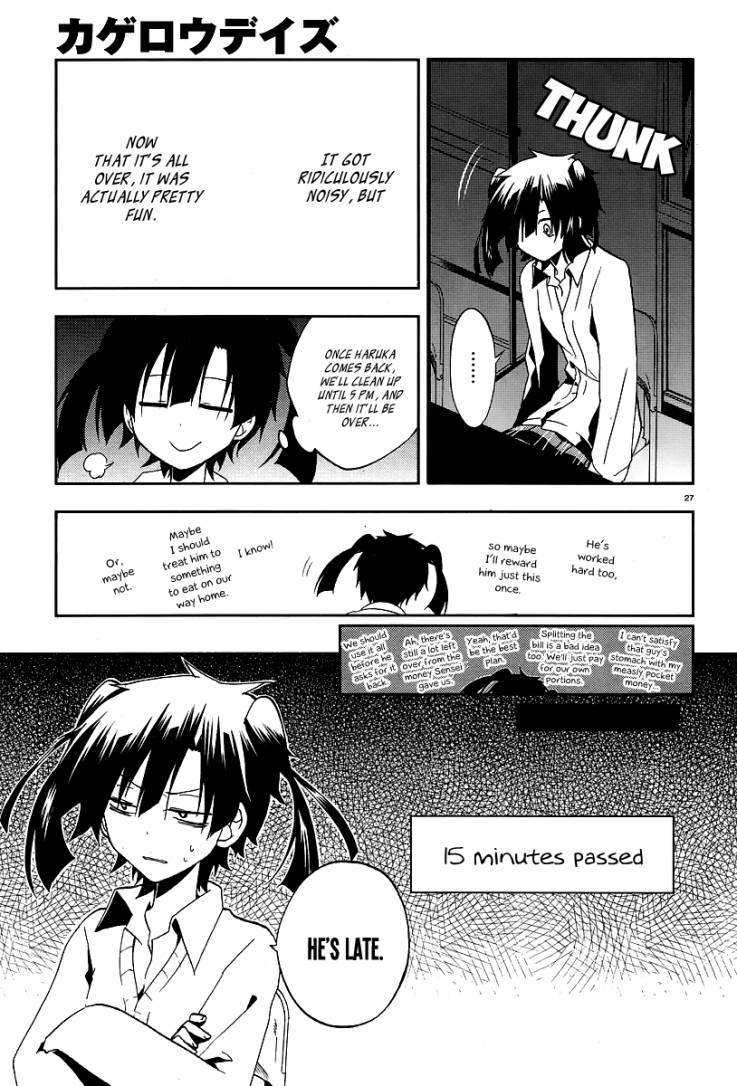 カゲロウデイズ
THUNK
......
IT GOT
RIDICULOUSLY
NOISY, BUT
NOW
THAT IT'S ALL
OVER, IT WAS
ACTUALLY PRETTY
FUN.
ONCE HARUKA
COMES BACK,
WE'LL CLEAN UP
UNTIL 5 PM, AND
THEN IT'LL BE
OVER...
27
He's
worked
hard too,
so maybe
I'll reward
him just this
once.
I know!
Maybe
I should
treat him to
something
to eat on our
way home.
Or,
maybe
not.
I can't satisfy
that guy's
stomach with my
measly, pocket
money...
Splitting the
bill is a bad idea
too. We'll just pay
for our own
portions.
Yeah, that'd
be the best
plan.
Ah, there's
still a lot left
over from the
money Sensei
gave us.
We should
use it all
before he
asks for it
back.
15 minutes passed
HE'S LATE.